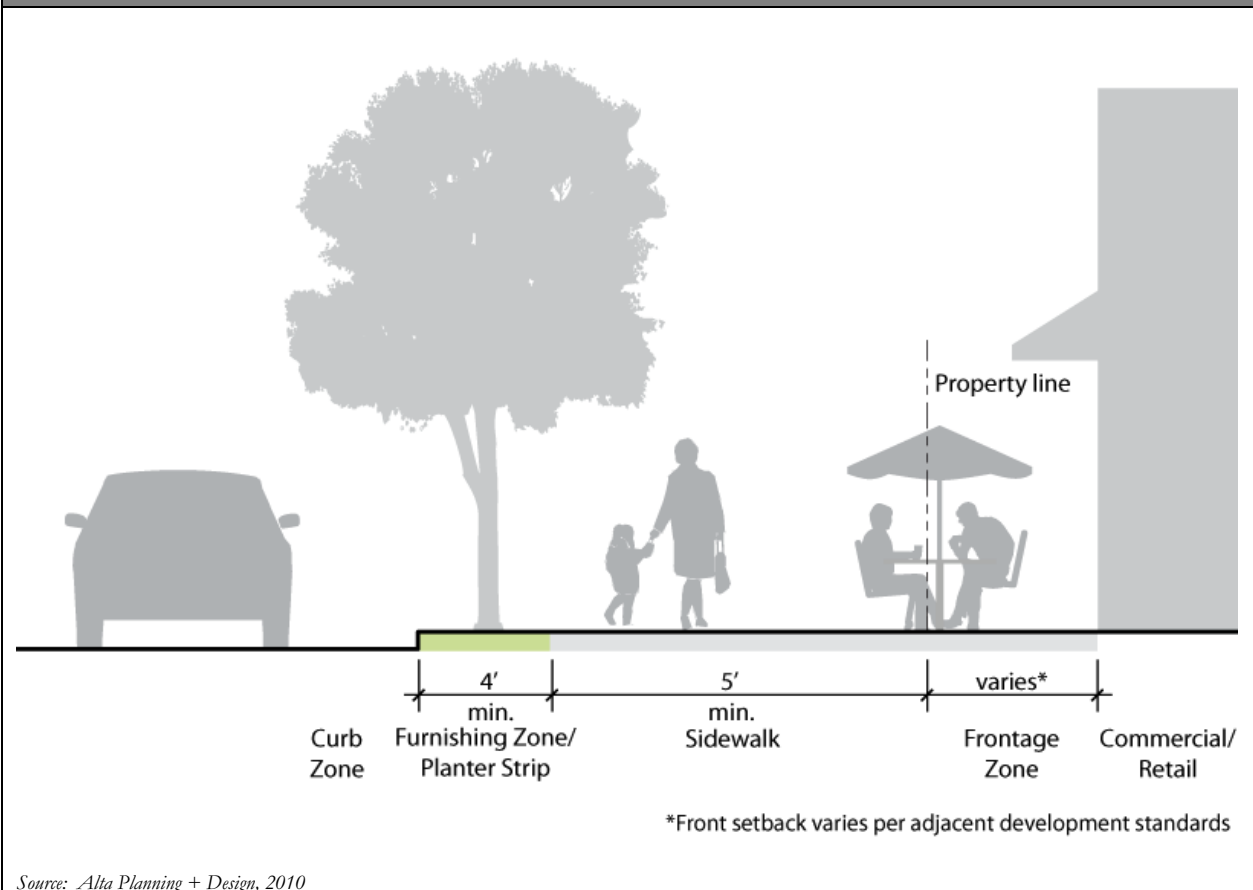 Property line
4’
min.
5’
min.
varies*
Curb
Zone
Furnishing Zone/
Planter Strip
Sidewalk
Frontage
Zone
Commercial/
Retail
*Front setback varies per adjacent development standards
Source: Alta Planning + Design, 2010